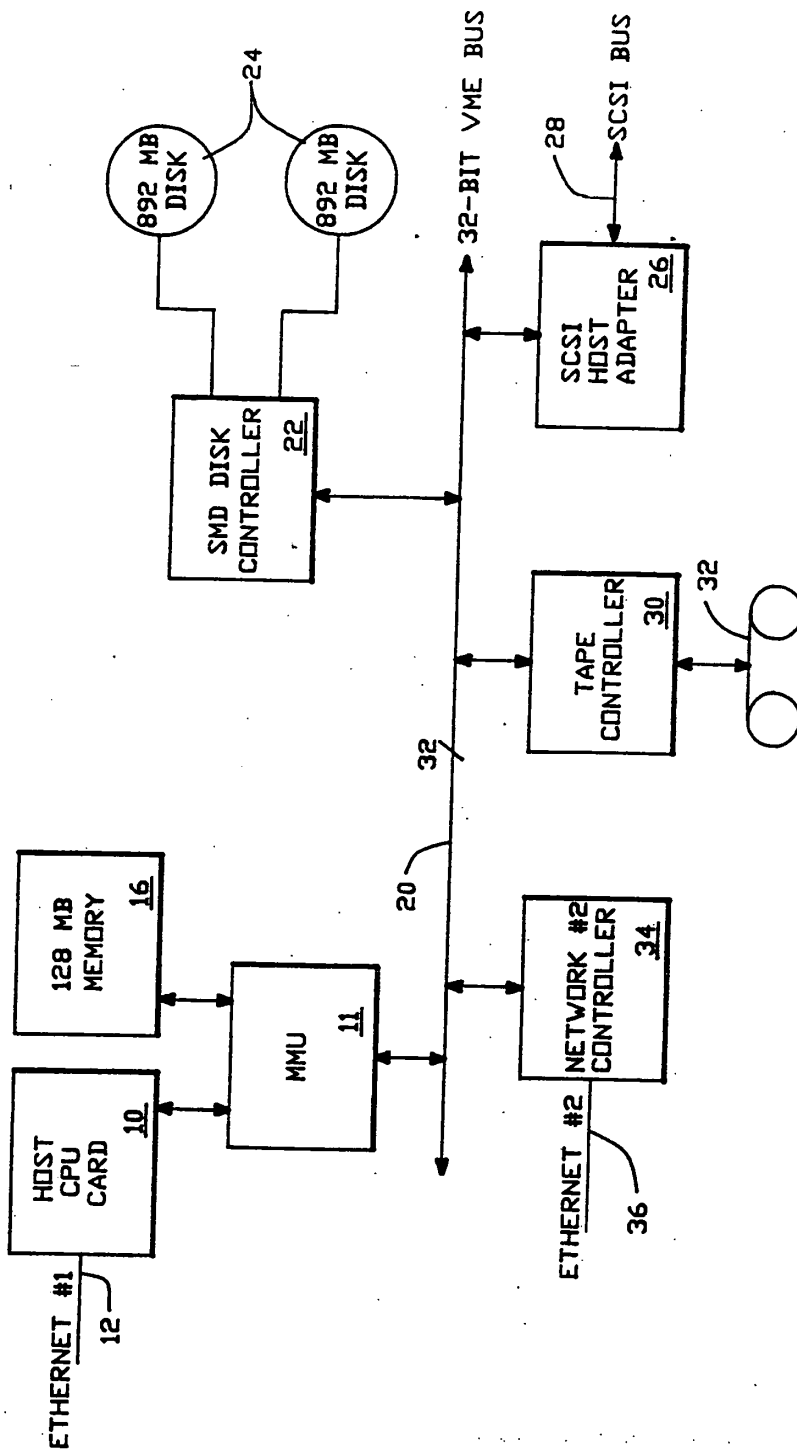 ETHERNET #1
12
HOST
CPU
CARD
10
128 MB
MEMORY
16
MMU
11
892 MB
DISK
892 MB
DISK
24
SMD DISK
CONTROLLER
22
20
32
32-BIT VME BUS
ETHERNET #2
36
NETWORK #2
CONTROLLER
34
TAPE
CONTROLLER
30
32
SCSI
HOST
ADAPTER
26
28
SCSI BUS